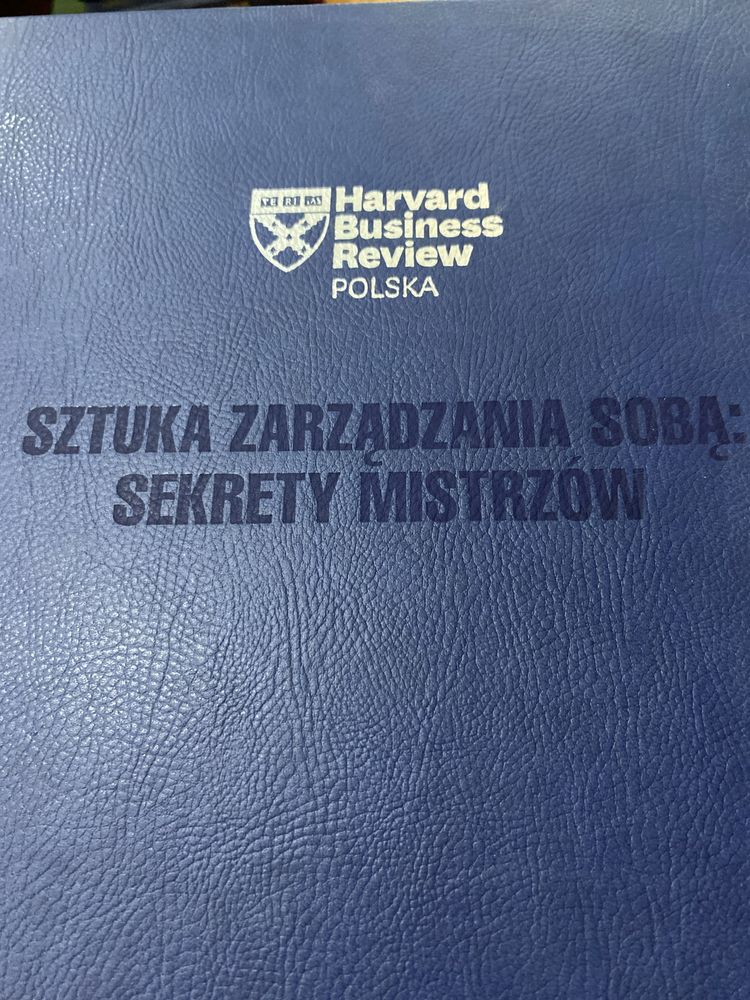 VE RI TAS
Harvard
Business
Review
POLSKA
SZTUKA ZARZĄDZANIA SOBĄ:
SEKRETY MISTRZÓW